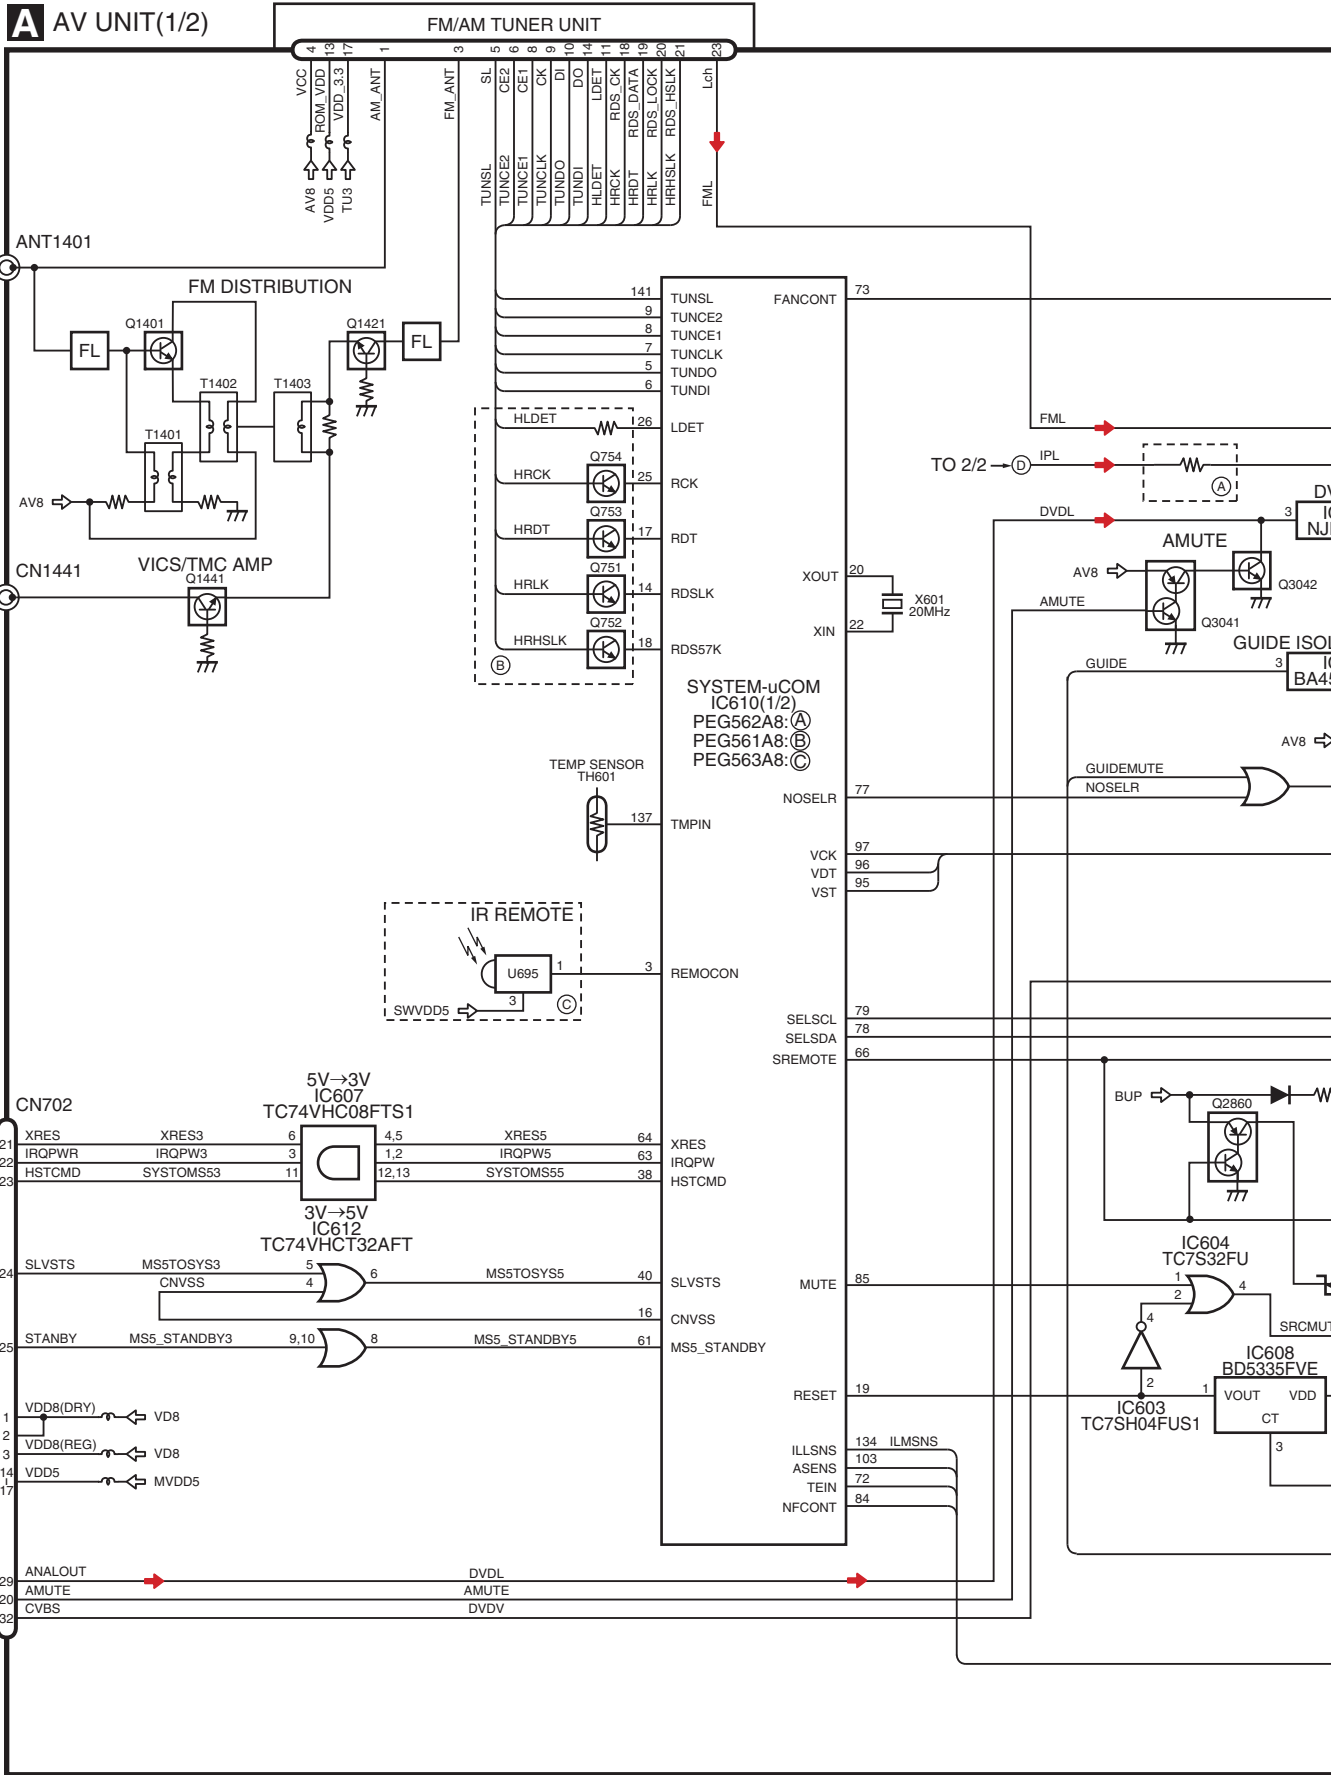 A AV UNIT(1/2)
FM/AM TUNER UNIT
4 13 17 1 3 5 6 8 9 10 14 11 18 19 20 21 23
VCC
ROM_VDD
VDD_3.3
AM_ANT
FM_ANT
SL
CE2
CE1
CK
DI
DO
LDET
RDS_CK
RDS_DATA
RDS_LOCK
RDS_HSLK
Lch
AV8
VDD5
TU3
TUNSL
TUNCE2
TUNCE1
TUNCLK
TUNDO
TUNDI
HLDET
HRCK
HRDT
HRLK
HRHSLK
FML
ANT1401
FM DISTRIBUTION
Q1401
FL
Q1421
FL
T1402
T1403
T1401
AV8
CN1441
VICS/TMC AMP
Q1441
141 TUNSL
9 TUNCE2
8 TUNCE1
7 TUNCLK
5 TUNDO
6 TUNDI
HLDET 26 LDET
Q754
HRCK 25 RCK
Q753
HRDT 17 RDT
Q751
HRLK 14 RDSLK
Q752
HRHSLK 18 RDS57K
B
FANCONT 73
FML
TO 2/2 D IPL
A
DVDL 3
DV
IC
NJI
AMUTE
AV8
Q3042
AMUTE
Q3041
XOUT 20
X601
20MHz
XIN 22
GUIDE ISOL
GUIDE 3
IC
BA45
SYSTEM-uCOM
IC610(1/2)
PEG562A8:A
PEG561A8:B
PEG563A8:C
AV8
TEMP SENSOR
TH601
137 TMPIN
GUIDEMUTE
NOSELR 77 NOSELR
VCK 97
VDT 96
VST 95
IR REMOTE
U695
1 3 REMOCON
3
SWVDD5
C
SELSCL 79
SELSDA 78
SREMOTE 66
BUP
Q2860
CN702
5V→3V
IC607
TC74VHC08FTS1
21 XRES XRES3 6 4,5 XRES5 64 XRES
22 IRQPWR IRQPW3 3 1,2 IRQPW5 63 IRQPW
23 HSTCMD SYSTOMS53 11 12,13 SYSTOMS55 38 HSTCMD
3V→5V
IC612
TC74VHCT32AFT
24 SLVSTS MS5TOSYS3 5 6 MS5TOSYS5 40 SLVSTS
CNVSS 4
16 CNVSS
25 STANBY MS5_STANDBY3 9,10 8 MS5_STANDBY5 61 MS5_STANDBY
IC604
TC7S32FU
MUTE 85 1 4
2
4
SRCMUT
IC608
BD5335FVE
RESET 19 2 1 VOUT VDD
CT
3
IC603
TC7SH04FUS1
1 VDD8(DRY) VD8
2
3 VDD8(REG) VD8
14 VDD5 MVDD5
17
ILLSNS 134 ILMSNS
ASENS 103
TEIN 72
NFCONT 84
29 ANALOUT DVDL
20 AMUTE AMUTE
32 CVBS DVDV